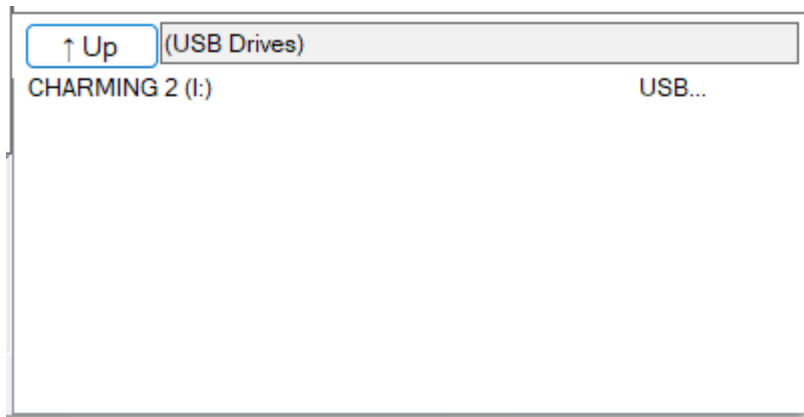 ↑ Up (USB Drives)
CHARMING 2 (I:) USB...